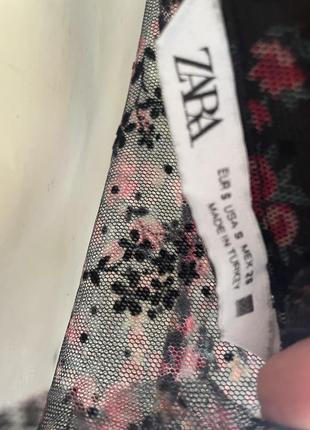 ZARA
EUR S USA S MEX 26
MADE IN TURKEY